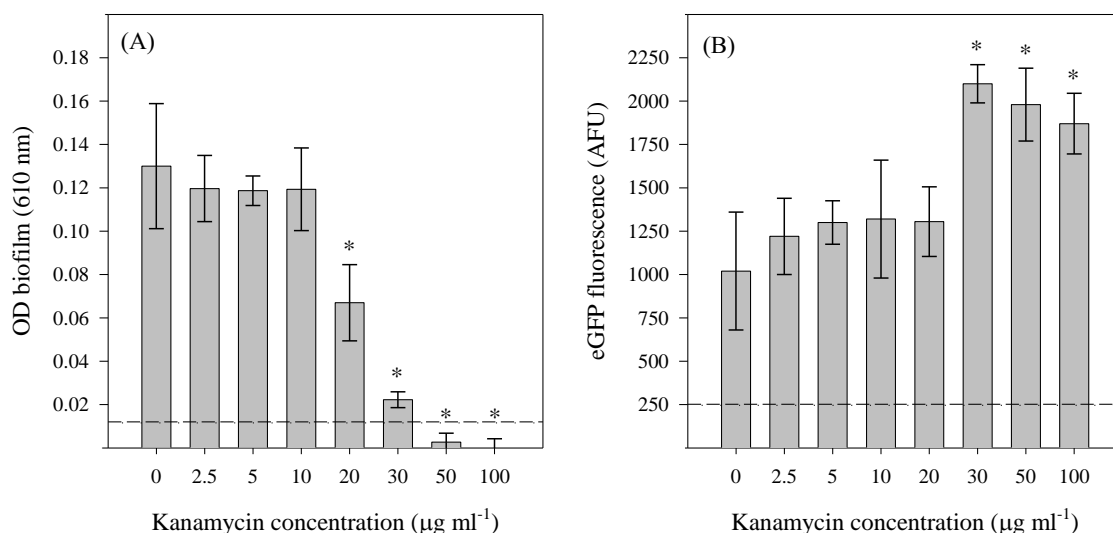 (A)
OD biofilm (610 nm)
0.18
0.16
0.14
0.12
0.10
0.08
0.06
0.04
0.02
* * * *
0 2.5 5 10 20 30 50 100
Kanamycin concentration (µg ml-1)
(B)
eGFP fluorescence (AFU)
2250
2000
1750
1500
1250
1000
750
500
250
* * *
0 2.5 5 10 20 30 50 100
Kanamycin concentration (µg ml-1)